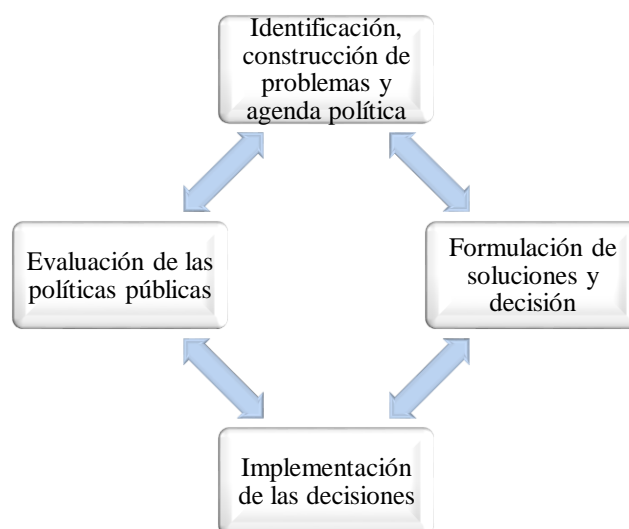 Identificación,
construcción de
problemas y
agenda política
Evaluación de las
políticas públicas
Formulación de
soluciones y
decisión
Implementación
de las decisiones